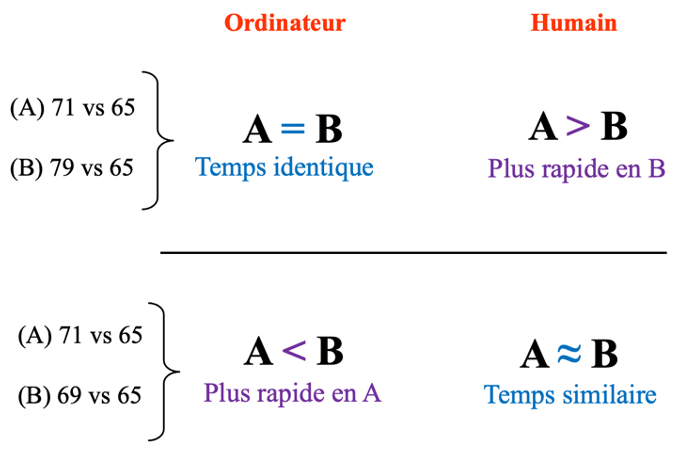 Ordinateur Humain
(A) 71 vs 65
A = B A > B
(B) 79 vs 65
Temps identique Plus rapide en B
(A) 71 vs 65
A < B A ≈ B
(B) 69 vs 65
Plus rapide en A Temps similaire